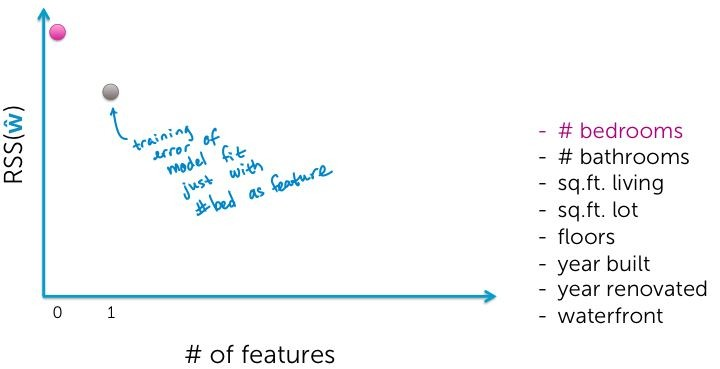 RSS(ŵ)
training
error of
model fit
just with
#bed as feature
0
1
# of features
- # bedrooms
- # bathrooms
- sq.ft. living
- sq.ft. lot
- floors
- year built
- year renovated
- waterfront